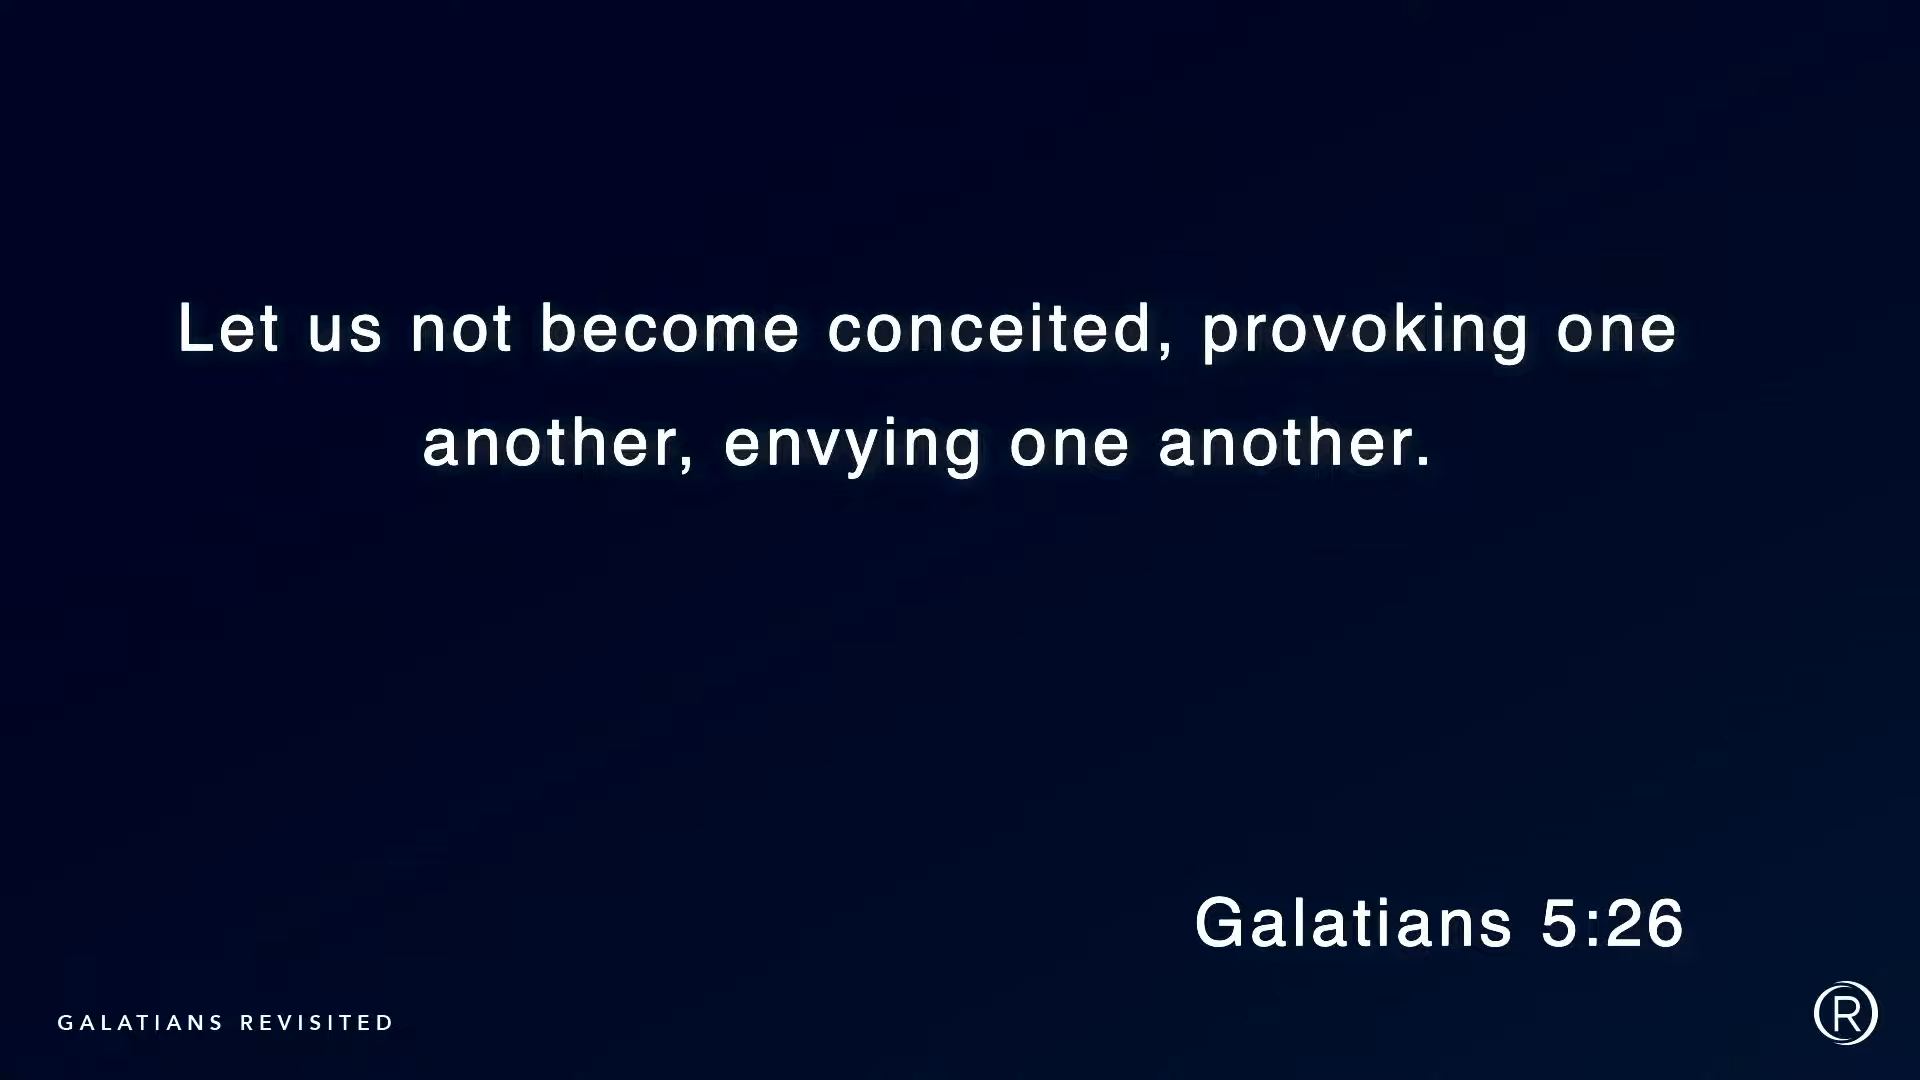 Let us not become conceited, provoking one
another, envying one another.
Galatians 5:26
GALATIANS REVISITED
R